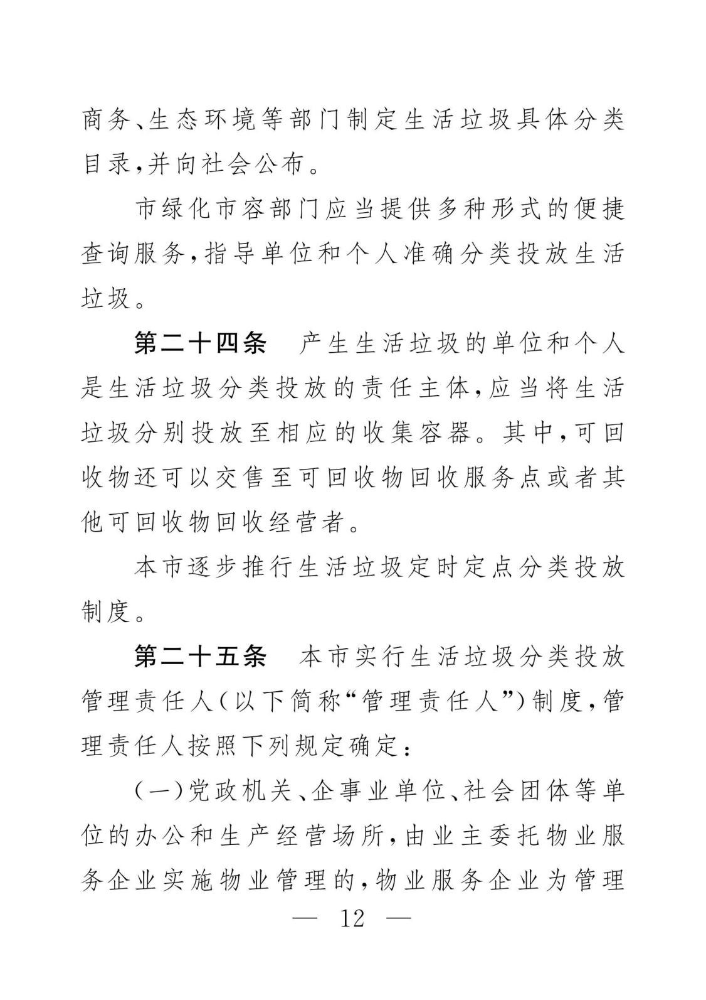 商务、生态环境等部门制定生活垃圾具体分类
目录，并向社会公布。
市绿化市容部门应当提供多种形式的便捷
查询服务，指导单位和个人准确分类投放生活
垃圾。
第二十四条　产生生活垃圾的单位和个人
是生活垃圾分类投放的责任主体，应当将生活
垃圾分别投放至相应的收集容器。其中，可回
收物还可以交售至可回收物回收服务点或者其
他可回收物回收经营者。
本市逐步推行生活垃圾定时定点分类投放
制度。
第二十五条　本市实行生活垃圾分类投放
管理责任人（以下简称“管理责任人”）制度，管
理责任人按照下列规定确定：
（一）党政机关、企事业单位、社会团体等单
位的办公和生产经营场所，由业主委托物业服
务企业实施物业管理的，物业服务企业为管理
— 12 —